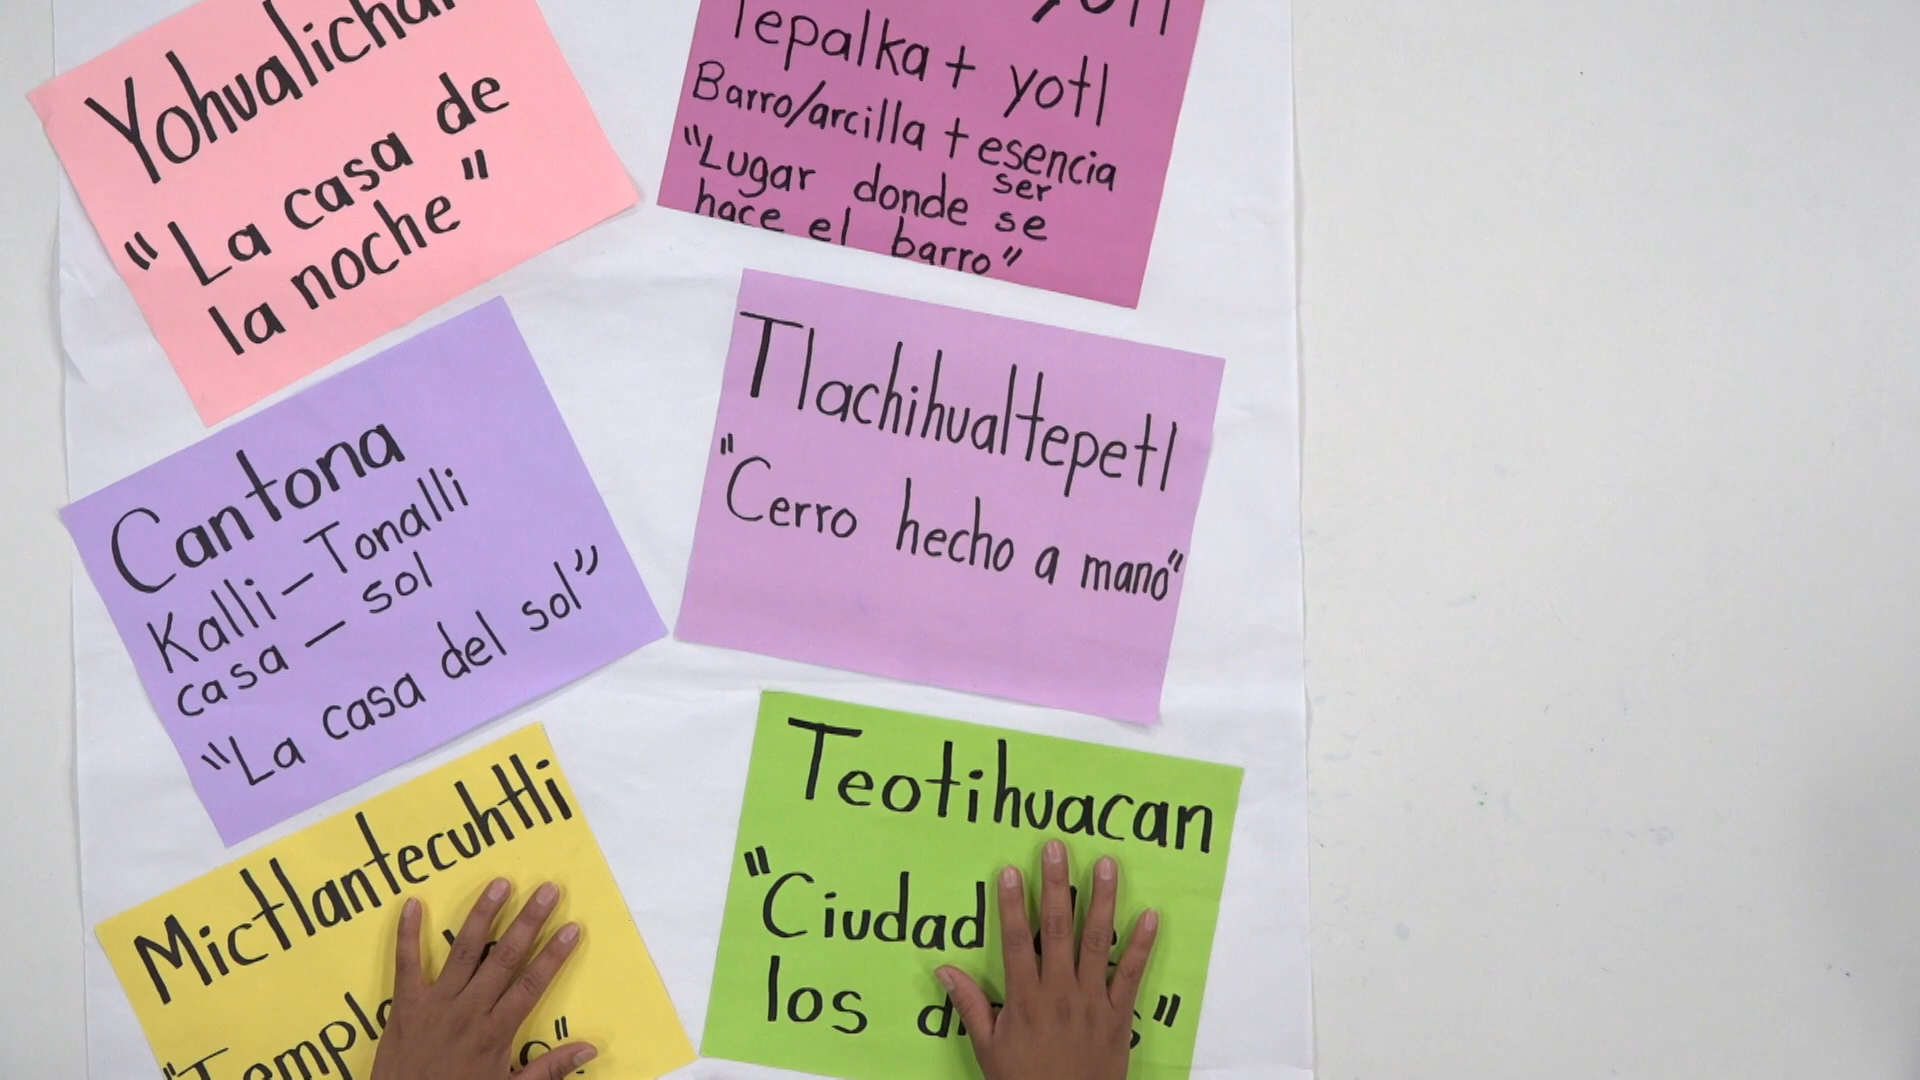 "La casa de
la noche"
Cantona
Kalli – Tonalli
casa – sol
"La casa del sol"
Mictlantecuhtli
Tepalka + yotl
Barro/arcilla + esencia
ser
"Lugar donde se
hace el barro"
Tlachihualtepetl
"Cerro hecho a mano"
Teotihuacan
"Ciudad
los